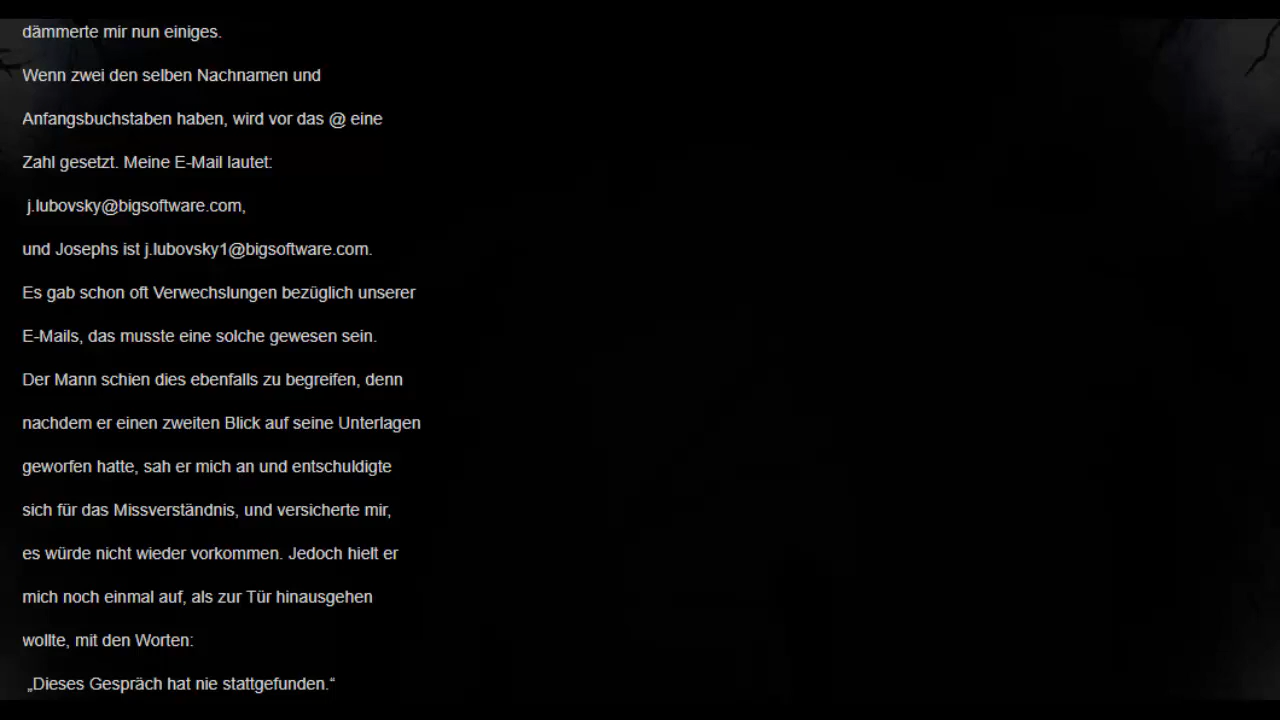 dämmerte mir nun einiges.
Wenn zwei den selben Nachnamen und
Anfangsbuchstaben haben, wird vor das @ eine
Zahl gesetzt. Meine E-Mail lautet:
j.lubovsky@bigsoftware.com,
und Josephs ist j.lubovsky1@bigsoftware.com.
Es gab schon oft Verwechslungen bezüglich unserer
E-Mails, das musste eine solche gewesen sein.
Der Mann schien dies ebenfalls zu begreifen, denn
nachdem er einen zweiten Blick auf seine Unterlagen
geworfen hatte, sah er mich an und entschuldigte
sich für das Missverständnis, und versicherte mir,
es würde nicht wieder vorkommen. Jedoch hielt er
mich noch einmal auf, als zur Tür hinausgehen
wollte, mit den Worten:
„Dieses Gespräch hat nie stattgefunden.“